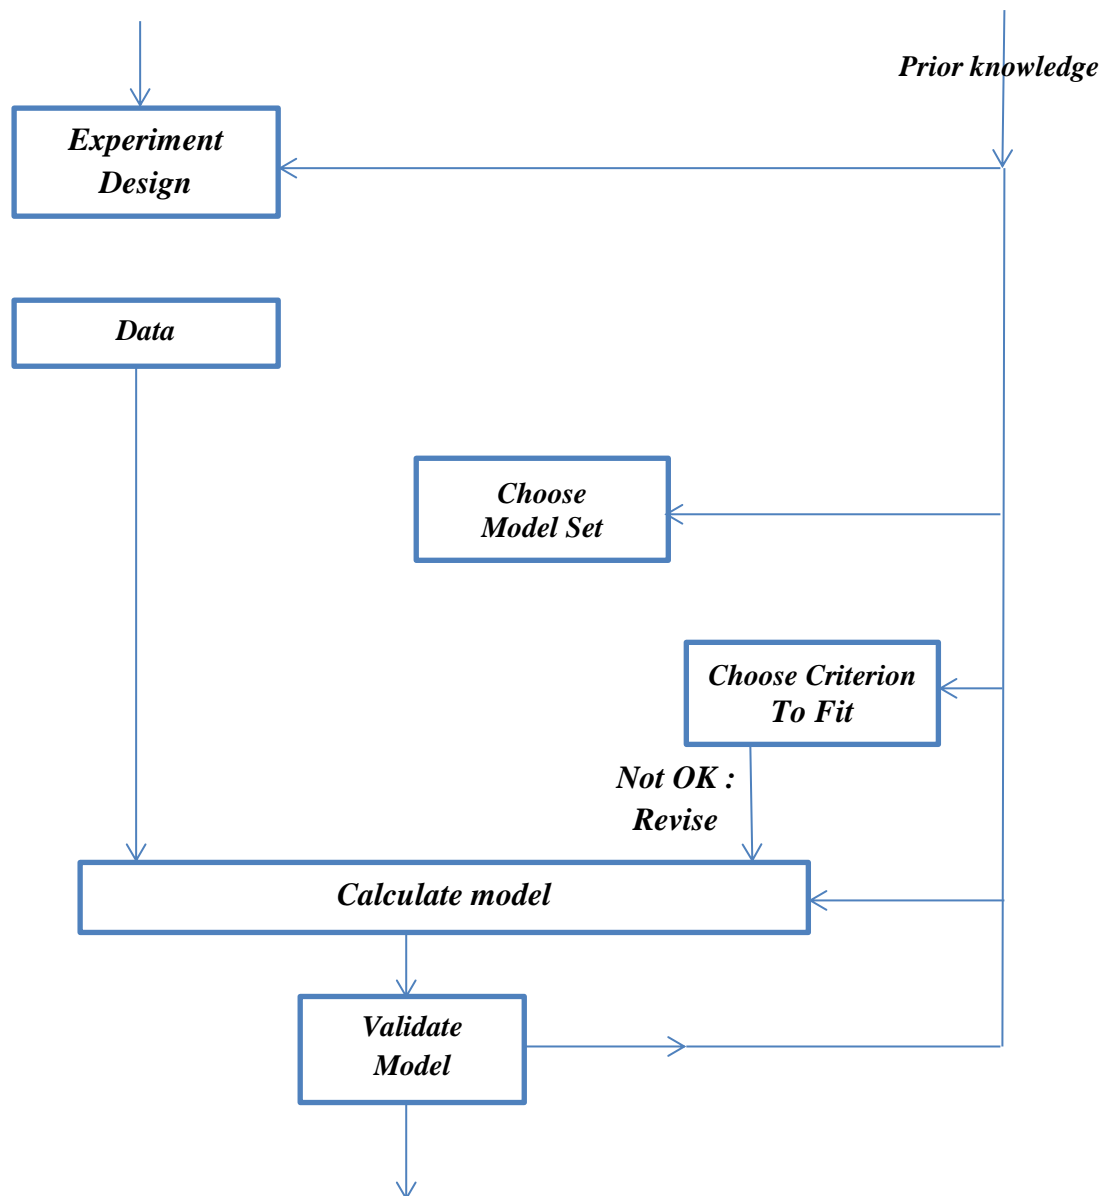 Prior knowledge
Experiment
Design
Data
Choose
Model Set
Choose Criterion
To Fit
Not OK :
Revise
Calculate model
Validate
Model